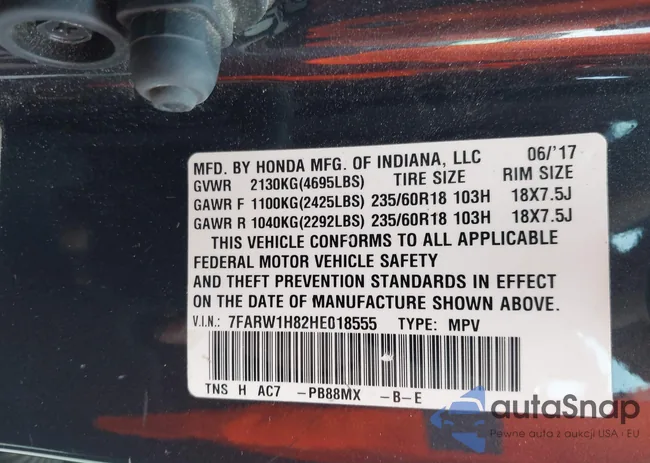 MFD. BY HONDA MFG. OF INDIANA, LLC 06/'17
GVWR 2130KG(4695LBS) TIRE SIZE RIM SIZE
GAWR F 1100KG(2425LBS) 235/60R18 103H 18X7.5J
GAWR R 1040KG(2292LBS) 235/60R18 103H 18X7.5J
THIS VEHICLE CONFORMS TO ALL APPLICABLE
FEDERAL MOTOR VEHICLE SAFETY
AND THEFT PREVENTION STANDARDS IN EFFECT
ON THE DATE OF MANUFACTURE SHOWN ABOVE.
V.I.N.: 7FARW1H82HE018555 TYPE: MPV
TNS H AC7 -PB88MX -B-E
autaSnap
Pewne auta z aukcji USA i EU